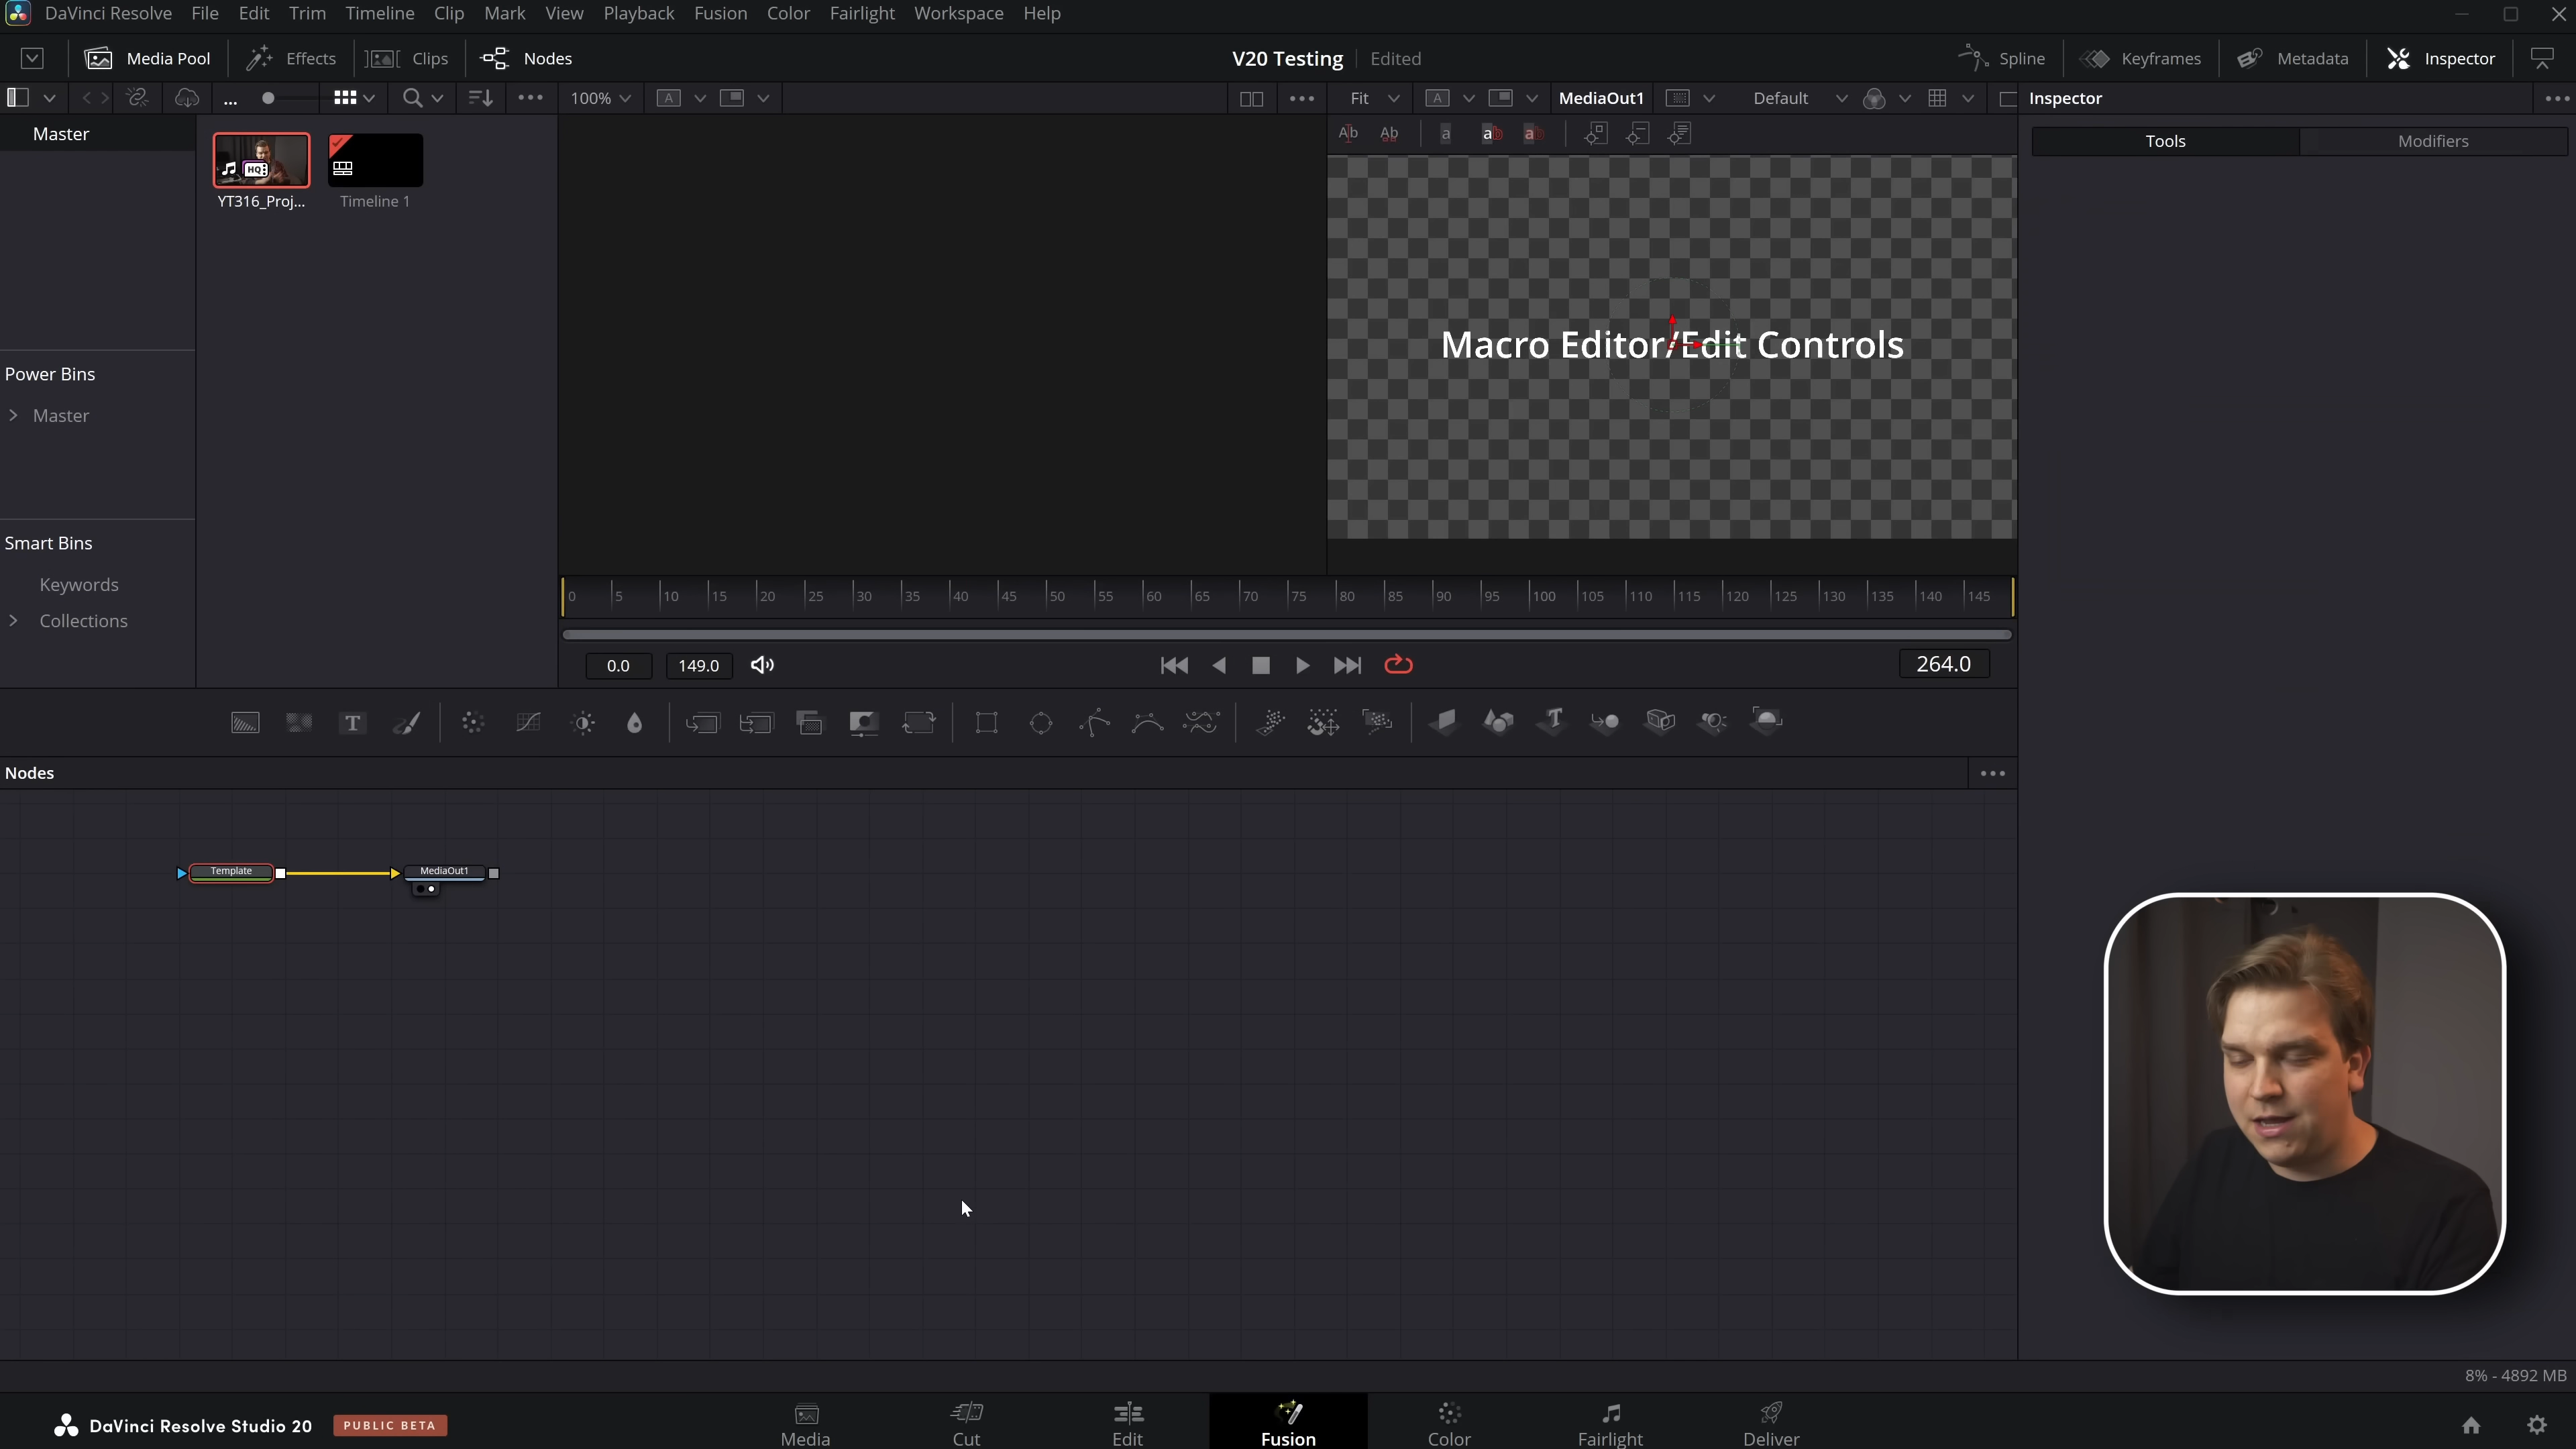 DaVinci Resolve File Edit Trim Timeline Clip Mark View Playback Fusion Color Fairlight Workspace Help
Media Pool Effects Clips Nodes V20 Testing Edited Spline Keyframes Metadata Inspector
... 100% A Fit A MediaOut1 Default Inspector
Master
Ab Ab a ab ab
Tools Modifiers
HQ
YT316_Proj... Timeline 1
Macro Editor/Edit Controls
Power Bins
Master
Smart Bins
Keywords
Collections
0 5 10 15 20 25 30 35 40 45 50 55 60 65 70 75 80 85 90 95 100 105 110 115 120 125 130 135 140 145
0.0 149.0 264.0
T T
Nodes
Template MediaOut1
8% - 4892 MB
DaVinci Resolve Studio 20 PUBLIC BETA
Media Cut Edit Fusion Color Fairlight Deliver